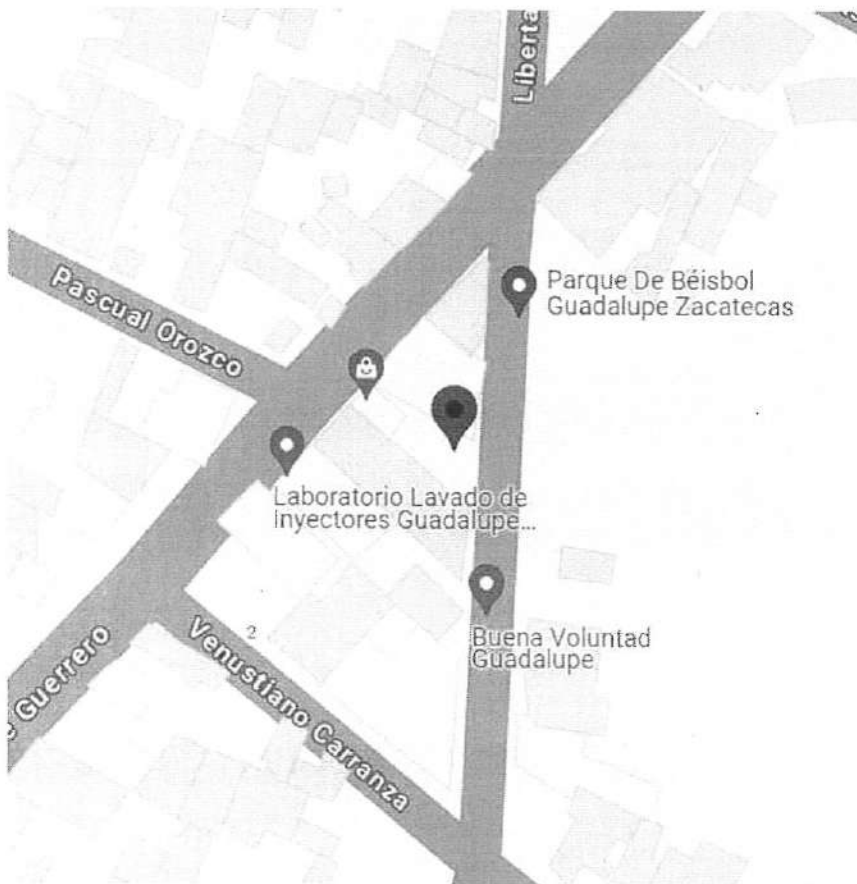 Liberta
Parque De Béisbol
Guadalupe Zacatecas
Pascual Orozco
Laboratorio Lavado de
Inyectores Guadalupe...
Buena Voluntad
Guadalupe
2
Venustiano Carranza
e Guerrero